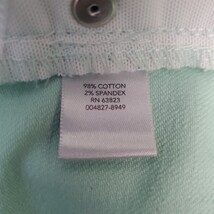 98% COTTON
2% SPANDEX
RN 63823
004827-8949